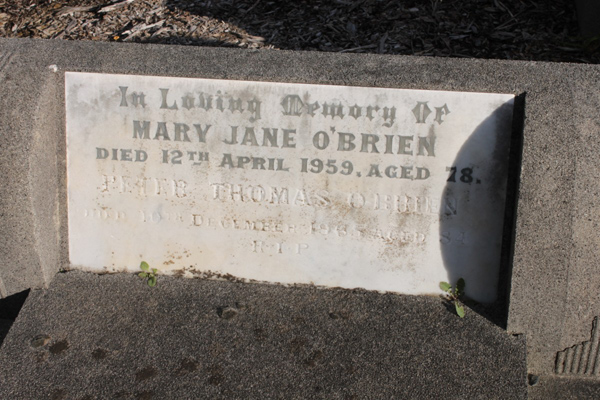 In Loving Memory Of
MARY JANE O'BRIEN
DIED 12TH APRIL 1959, AGED 78.
PETER THOMAS O'BRIEN
DIED DECEMBER AGED
R.I.P